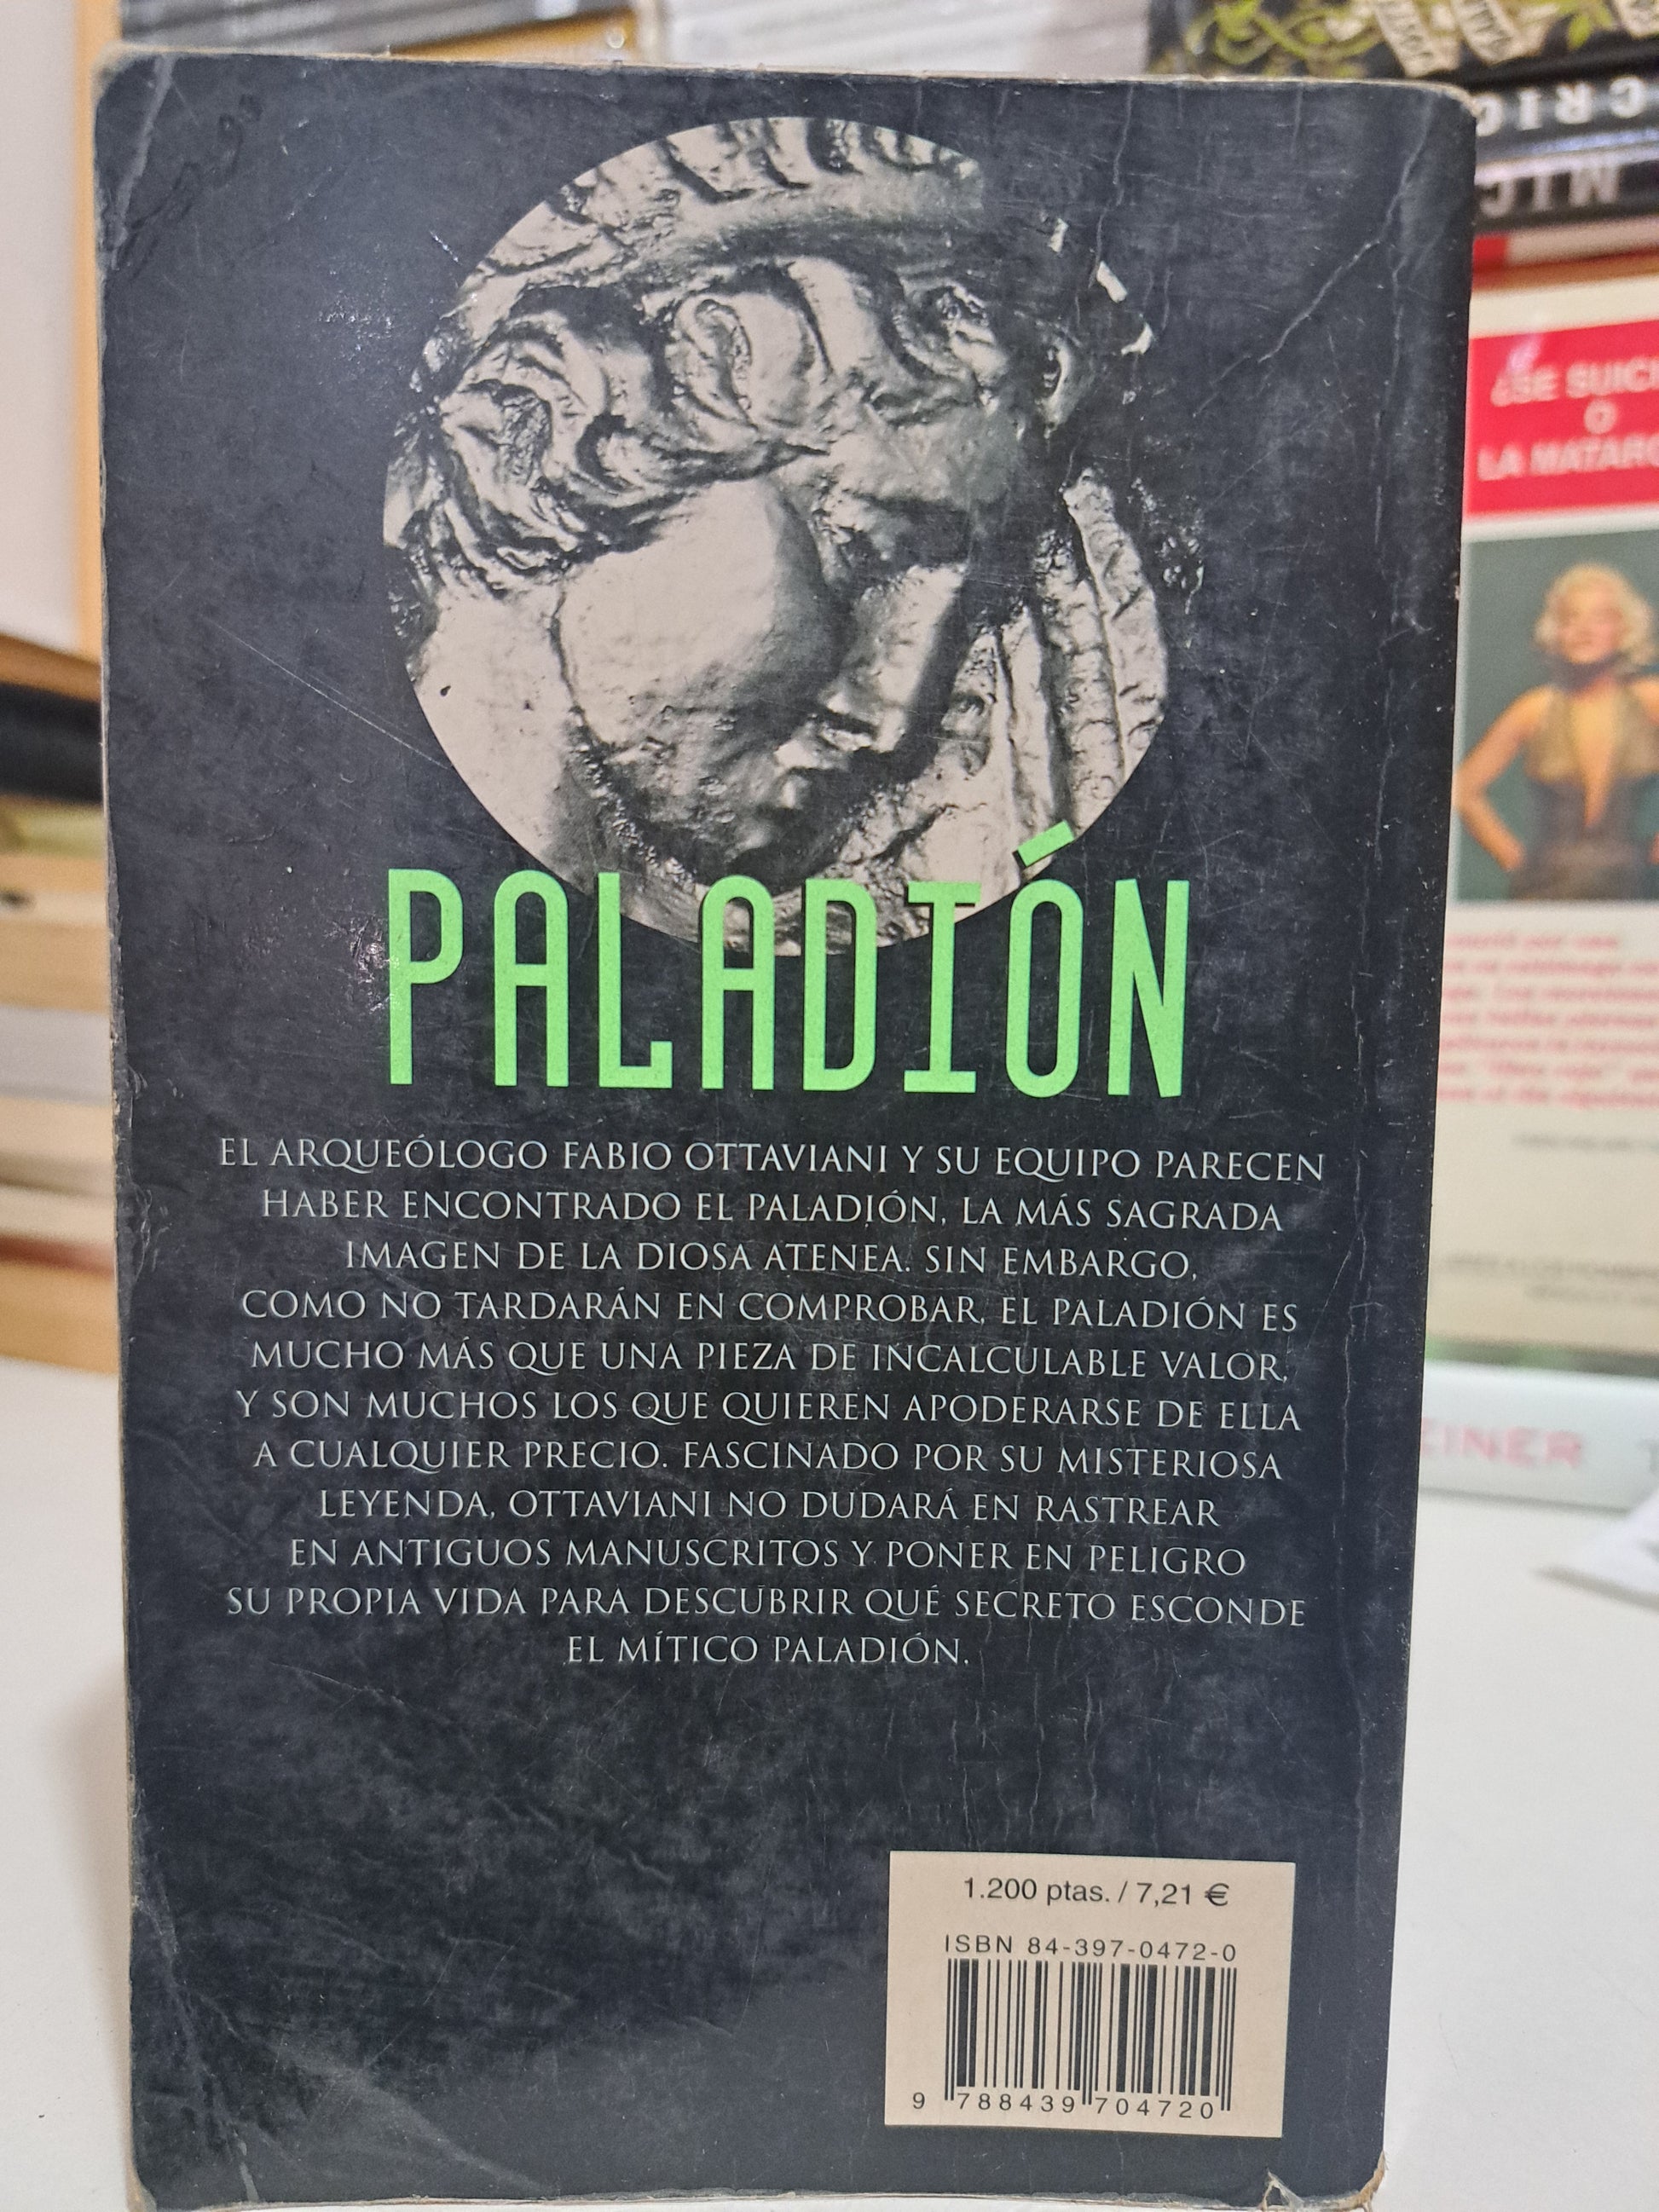 PALADIÓN
EL ARQUEÓLOGO FABIO OTTAVIANI Y SU EQUIPO PARECEN
HABER ENCONTRADO EL PALADIÓN, LA MÁS SAGRADA
IMAGEN DE LA DIOSA ATENEA. SIN EMBARGO,
COMO NO TARDARÁN EN COMPROBAR, EL PALADIÓN ES
MUCHO MÁS QUE UNA PIEZA DE INCALCULABLE VALOR,
Y SON MUCHOS LOS QUE QUIEREN APODERARSE DE ELLA
A CUALQUIER PRECIO. FASCINADO POR SU MISTERIOSA
LEYENDA, OTTAVIANI NO DUDARÁ EN RASTREAR
EN ANTIGUOS MANUSCRITOS Y PONER EN PELIGRO
SU PROPIA VIDA PARA DESCUBRIR QUÉ SECRETO ESCONDE
EL MÍTICO PALADIÓN.
1.200 ptas. / 7,21 €
ISBN 84-397-0472-0
9 788439 704720
CRIC
MIC
¿SE SUICI
O
LA MATARO
EINER